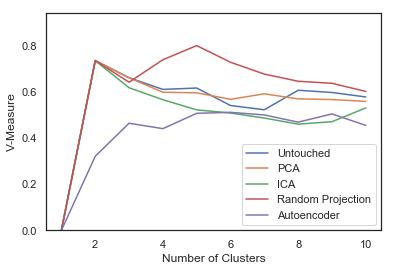 0.8
0.6
0.4
0.2
0.0
V-Measure
2
4
6
8
10
Number of Clusters
Untouched
PCA
ICA
Random Projection
Autoencoder